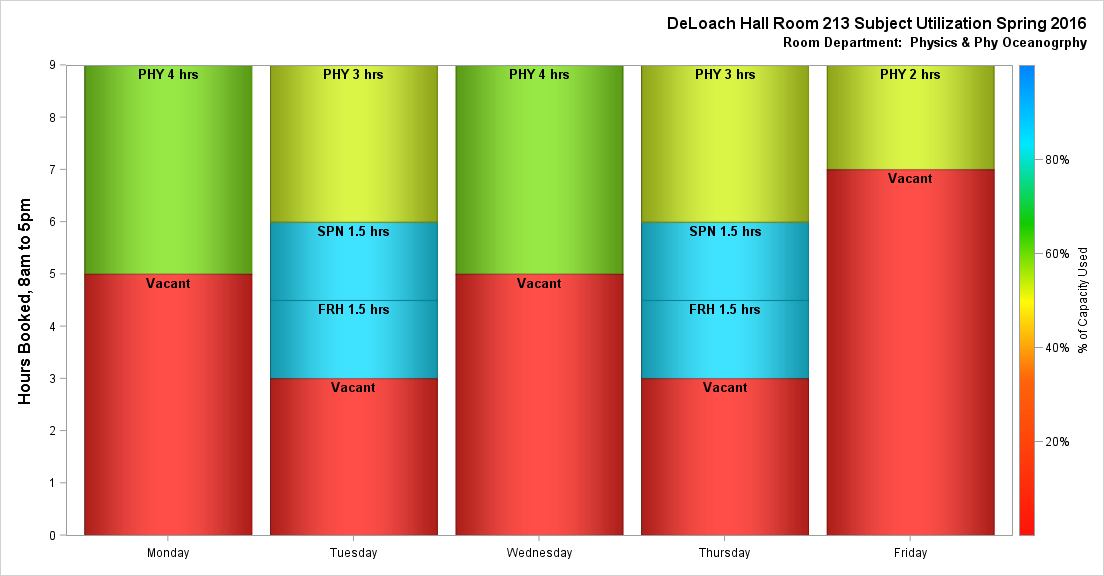 DeLoach Hall Room 213 Subject Utilization Spring 2016
Room Department:  Physics & Phy Oceanogrphy
Hours Booked, 8am to 5pm
9
8
7
6
5
4
3
2
1
0
PHY 4 hrs
Vacant
PHY 3 hrs
SPN 1.5 hrs
FRH 1.5 hrs
Vacant
PHY 4 hrs
Vacant
PHY 3 hrs
SPN 1.5 hrs
FRH 1.5 hrs
Vacant
PHY 2 hrs
Vacant
Monday
Tuesday
Wednesday
Thursday
Friday
80%
60%
40%
20%
% of Capacity Used